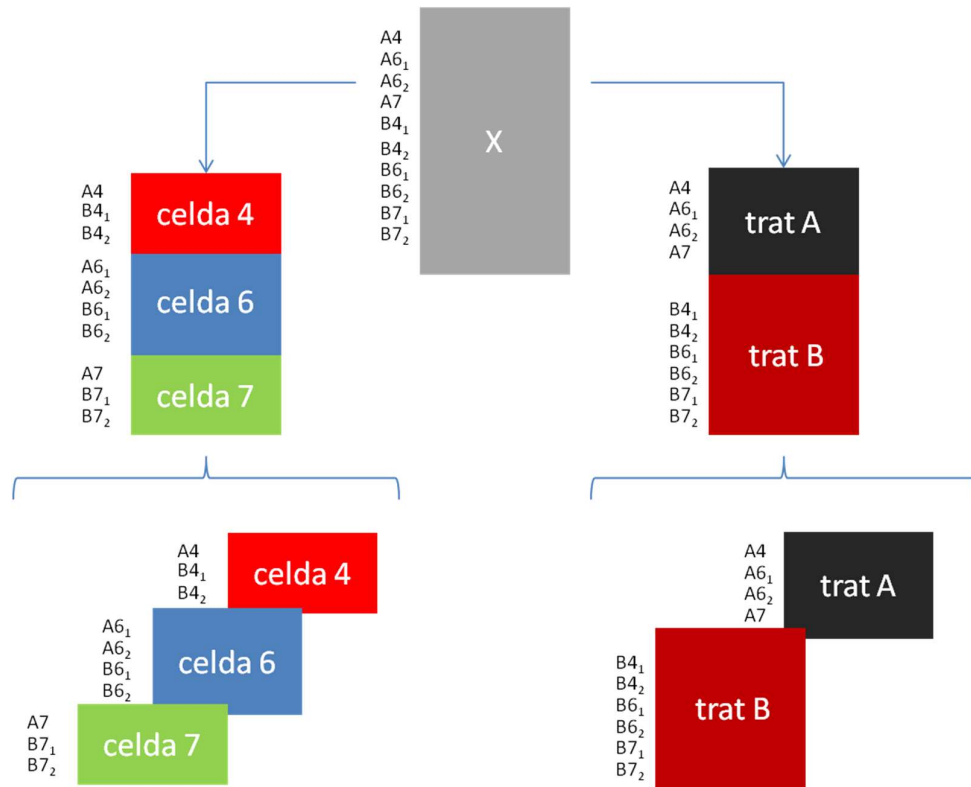 A4
A6₁
A6₂
A7
B4₁
B4₂
B6₁
B6₂
B7₁
B7₂
X
A4
B4₁
B4₂
celda 4
A6₁
A6₂
B6₁
B6₂
celda 6
A7
B7₁
B7₂
celda 7
A4
A6₁
A6₂
A7
trat A
B4₁
B4₂
B6₁
B6₂
B7₁
B7₂
trat B
A4
B4₁
B4₂
celda 4
A6₁
A6₂
B6₁
B6₂
celda 6
A7
B7₁
B7₂
celda 7
A4
A6₁
A6₂
A7
trat A
B4₁
B4₂
B6₁
B6₂
B7₁
B7₂
trat B